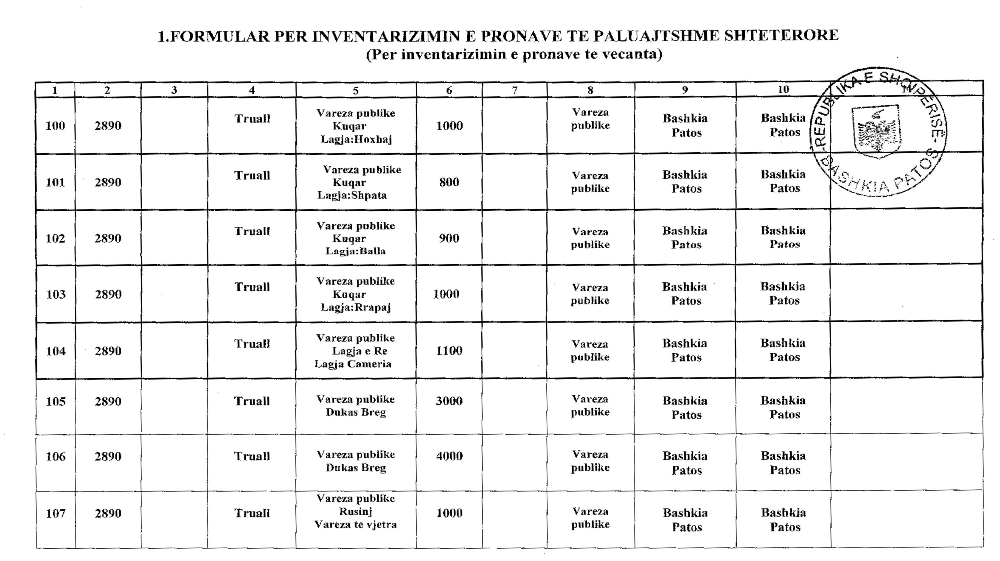 1.FORMULAR PER INVENTARIZIMIN E PRONAVE TE PALUAJTSHME SHTETERORE
(Per inventarizimin e pronave te vecanta)
1 2 3 4 5 6 7 8 9 10 11
-REPUBLIKA E SHQIPËRISË-
BASHKIA PATOS
100 2890 Truall Vareza publike 1000 Vareza Bashkia Bashkia
Kuqar publike Patos Patos
Lagja:Hoxhaj
101 2890 Truall Vareza publike 800 Vareza Bashkia Bashkia
Kuqar publike Patos Patos
Lagja:Shpata
102 2890 Truall Vareza publike 900 Vareza Bashkia Bashkia
Kuqar publike Patos Patos
Lagja:Balla
103 2890 Truall Vareza publike 1000 Vareza Bashkia Bashkia
Kuqar publike Patos Patos
Lagja:Rrapaj
104 2890 Truall Vareza publike 1100 Vareza Bashkia Bashkia
Lagja e Re publike Patos Patos
Lagja Cameria
105 2890 Truall Vareza publike 3000 Vareza Bashkia Bashkia
Dukas Breg publike Patos Patos
106 2890 Truall Vareza publike 4000 Vareza Bashkia Bashkia
Dukas Breg publike Patos Patos
107 2890 Truall Vareza publike 1000 Vareza Bashkia Bashkia
Rusinj publike Patos Patos
Vareza te vjetra